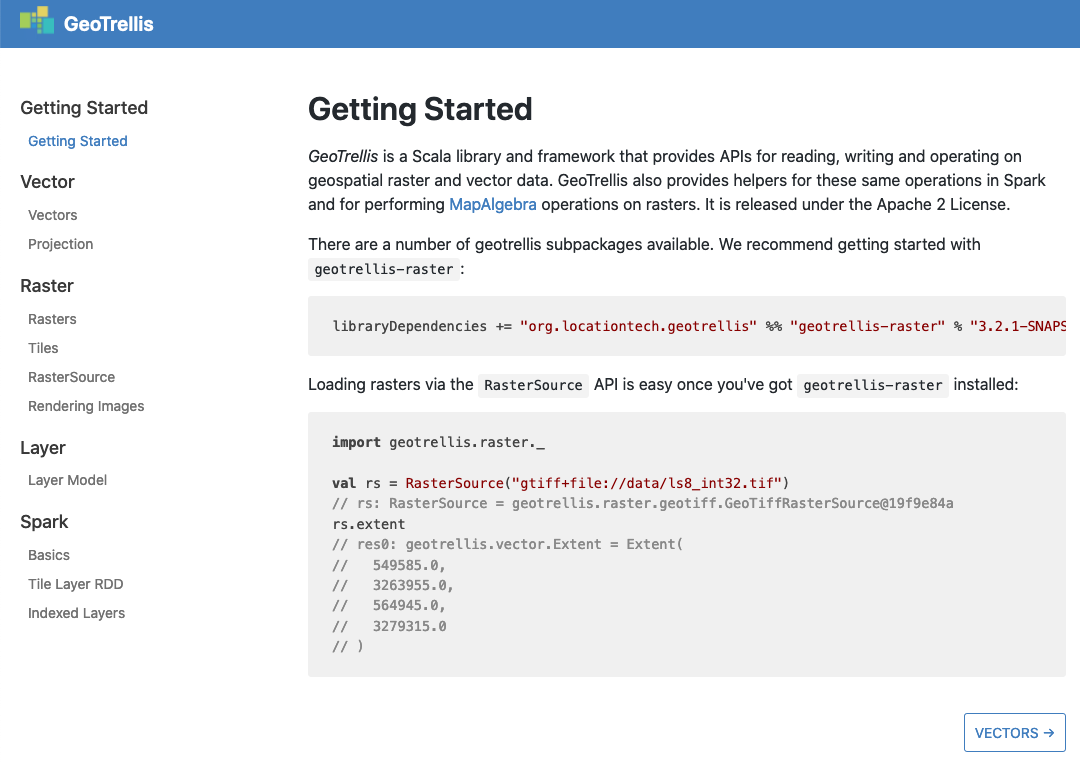 GeoTrellis
Getting Started
Getting Started
Vector
Vectors
Projection
Raster
Rasters
Tiles
RasterSource
Rendering Images
Layer
Layer Model
Spark
Basics
Tile Layer RDD
Indexed Layers
Getting Started
GeoTrellis is a Scala library and framework that provides APIs for reading, writing and operating on
geospatial raster and vector data. GeoTrellis also provides helpers for these same operations in Spark
and for performing MapAlgebra operations on rasters. It is released under the Apache 2 License.
There are a number of geotrellis subpackages available. We recommend getting started with
geotrellis-raster:
libraryDependencies += "org.locationtech.geotrellis" %% "geotrellis-raster" % "3.2.1-SNAPS
Loading rasters via the RasterSource API is easy once you've got geotrellis-raster installed:
import geotrellis.raster._
val rs = RasterSource("gtiff+file://data/ls8_int32.tif")
// rs: RasterSource = geotrellis.raster.geotiff.GeoTiffRasterSource@19f9e84a
rs.extent
// res0: geotrellis.vector.Extent = Extent(
//   549585.0,
//   3263955.0,
//   564945.0,
//   3279315.0
// )
VECTORS →